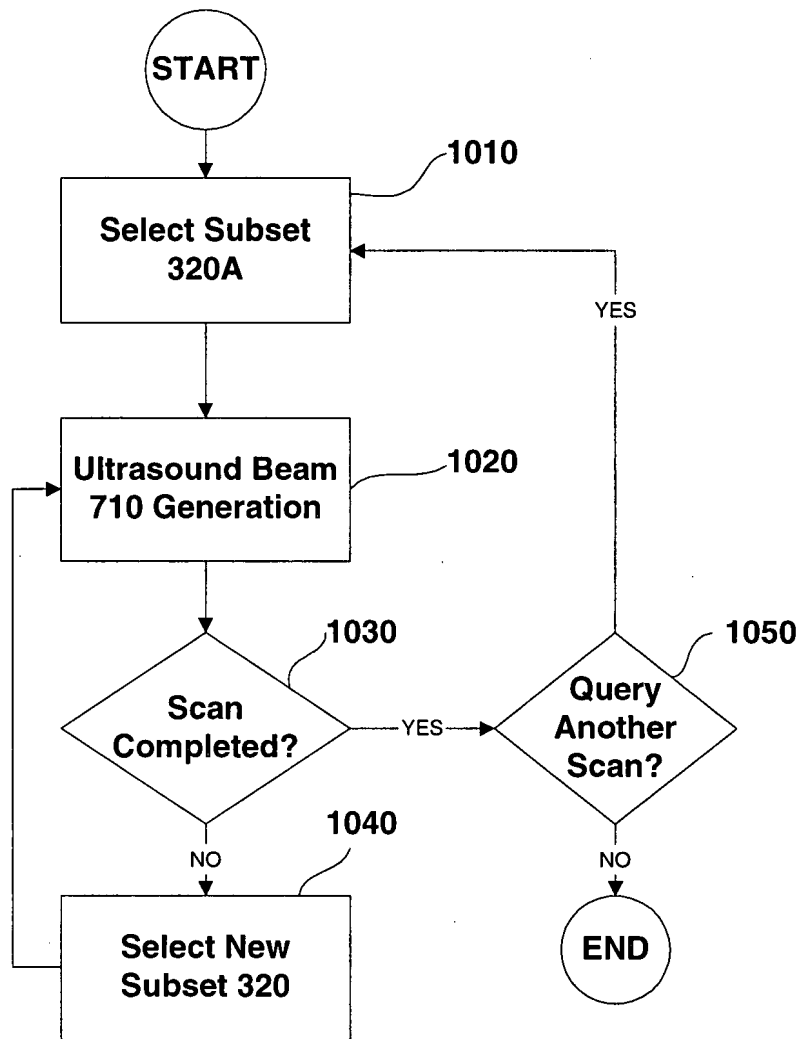 START
1010
Select Subset
320A
YES
Ultrasound Beam
710 Generation
1020
1030
Scan
Completed?
YES
1050
Query
Another
Scan?
NO
1040
NO
Select New
Subset 320
END